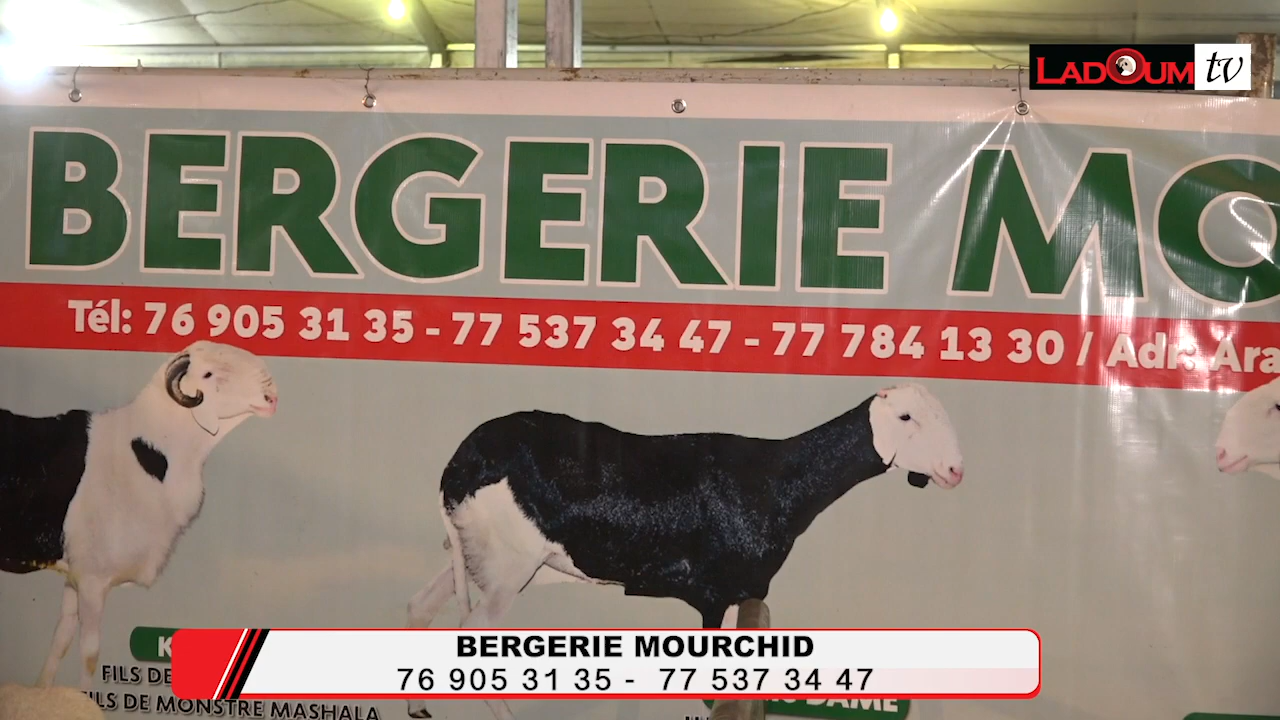 LADOUM tv
BERGERIE MO
Tél: 76 905 31 35 - 77 537 34 47 - 77 784 13 30 / Adr: Ara
K
FILS DE
FILS DE MONSTRE MASHALA
DAME
BERGERIE MOURCHID
76 905 31 35 - 77 537 34 47